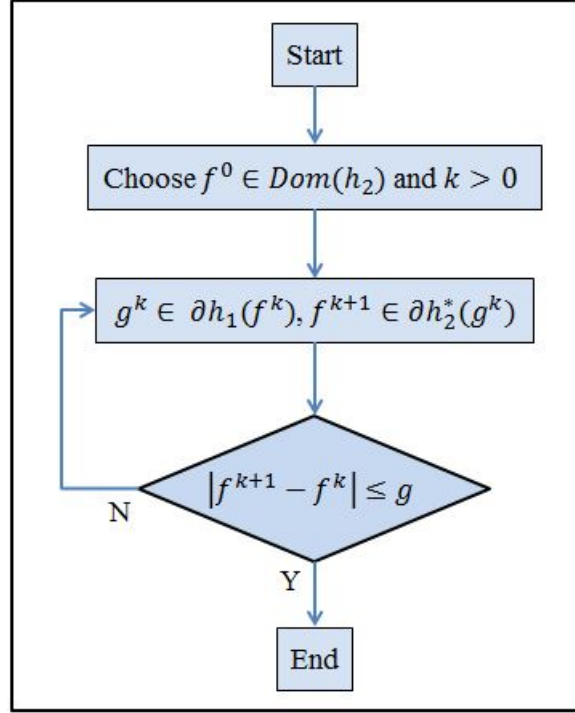 Start
Choose f⁰ ∈ Dom(h₂) and k > 0
gᵏ ∈ ∂h₁(fᵏ), fᵏ⁺¹ ∈ ∂h₂*(gᵏ)
|fᵏ⁺¹ − fᵏ| ≤ g
N
Y
End